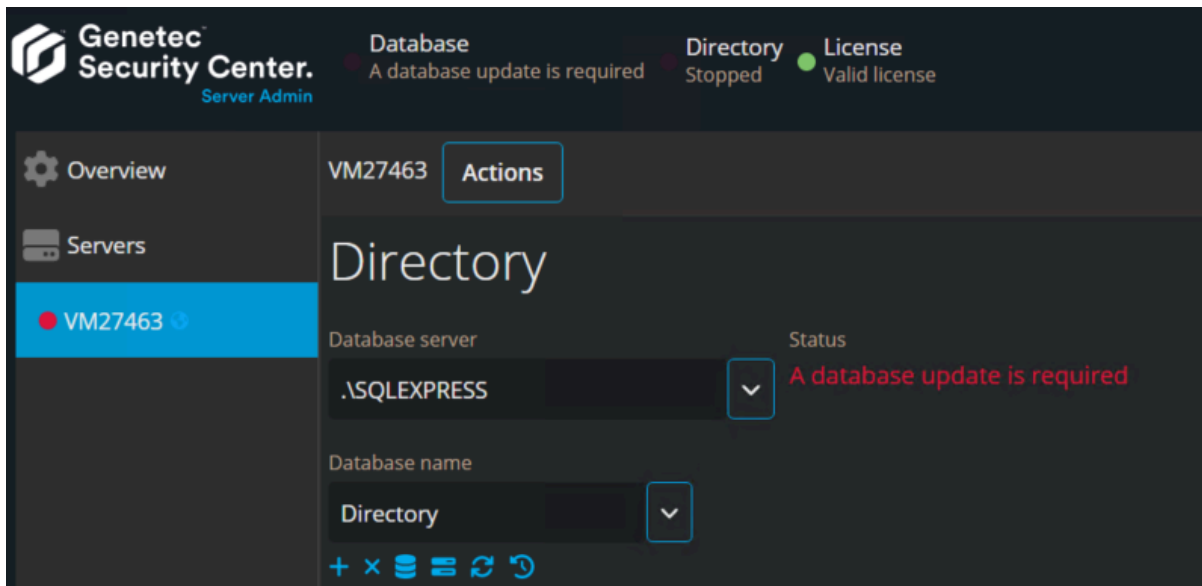 Genetec
Security Center.
Server Admin
Database
A database update is required
Directory
Stopped
License
Valid license
Overview
Servers
VM27463
VM27463
Actions
Directory
Database server
Status
.\SQLEXPRESS
A database update is required
Database name
Directory